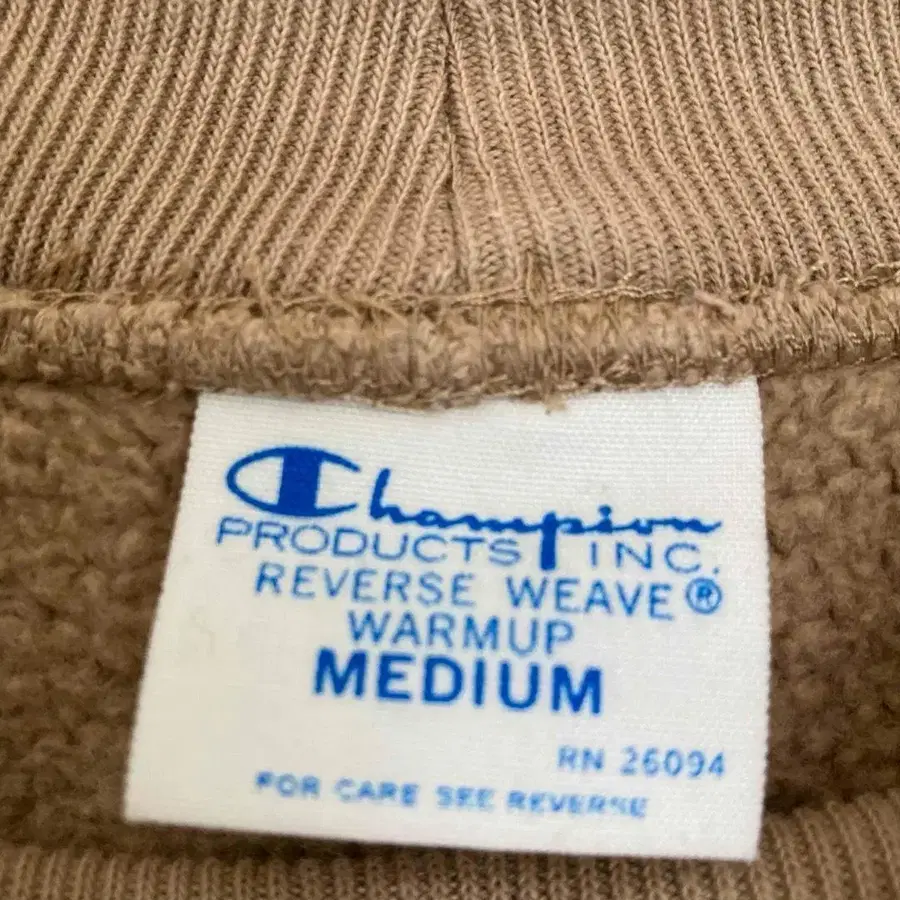 Champion
PRODUCTS INC.
REVERSE WEAVE®
WARMUP
MEDIUM
RN 26094
FOR CARE SEE REVERSE